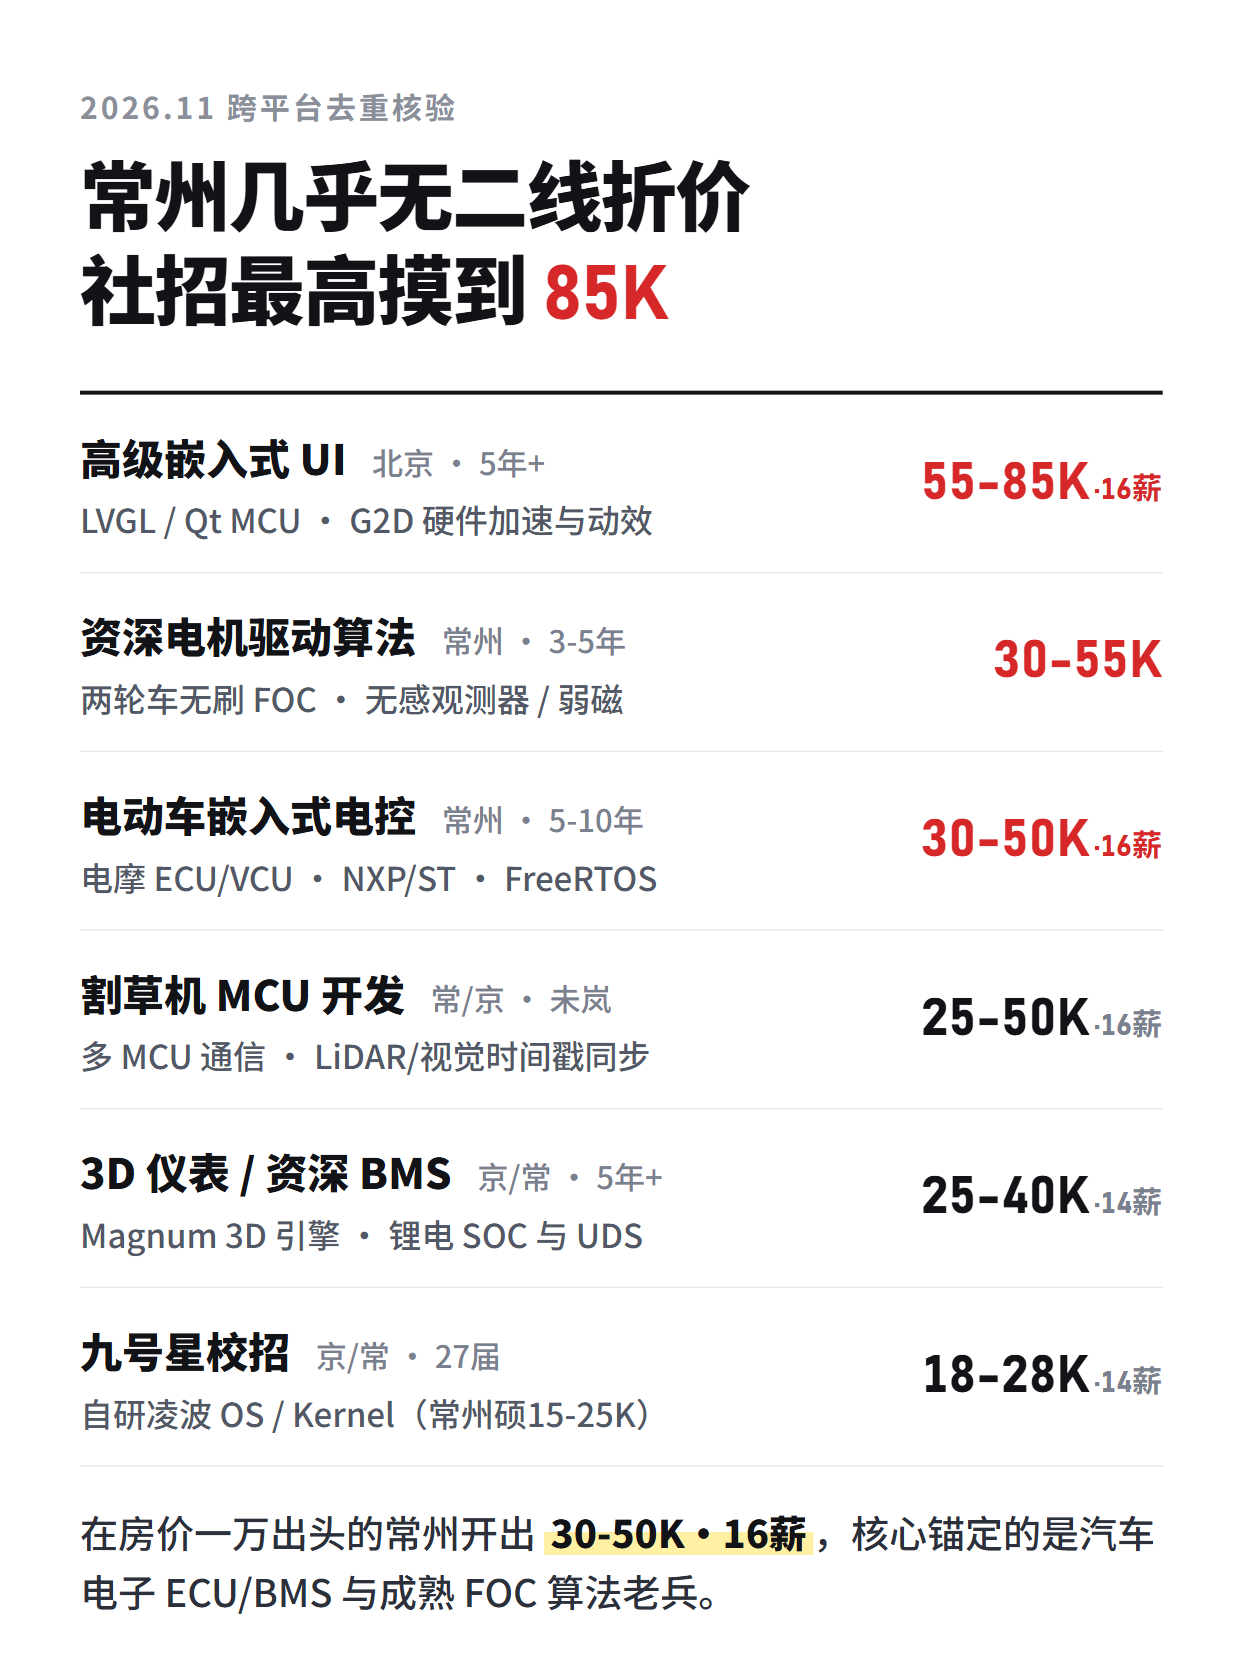 2026.11 跨平台去重核验
常州几乎无二线折价
社招最高摸到 85K
高级嵌入式 UI 北京 · 5年+
55-85K·16薪
LVGL / Qt MCU · G2D 硬件加速与动效
资深电机驱动算法 常州 · 3-5年
30-55K
两轮车无刷 FOC · 无感观测器 / 弱磁
电动车嵌入式电控 常州 · 5-10年
30-50K·16薪
电摩 ECU/VCU · NXP/ST · FreeRTOS
割草机 MCU 开发 常/京 · 未岚
25-50K·16薪
多 MCU 通信 · LiDAR/视觉时间戳同步
3D 仪表 / 资深 BMS 京/常 · 5年+
25-40K·14薪
Magnum 3D 引擎 · 锂电 SOC 与 UDS
九号星校招 京/常 · 27届
18-28K·14薪
自研凌波 OS / Kernel（常州硕15-25K）
在房价一万出头的常州开出 30-50K·16薪，核心锚定的是汽车
电子 ECU/BMS 与成熟 FOC 算法老兵。